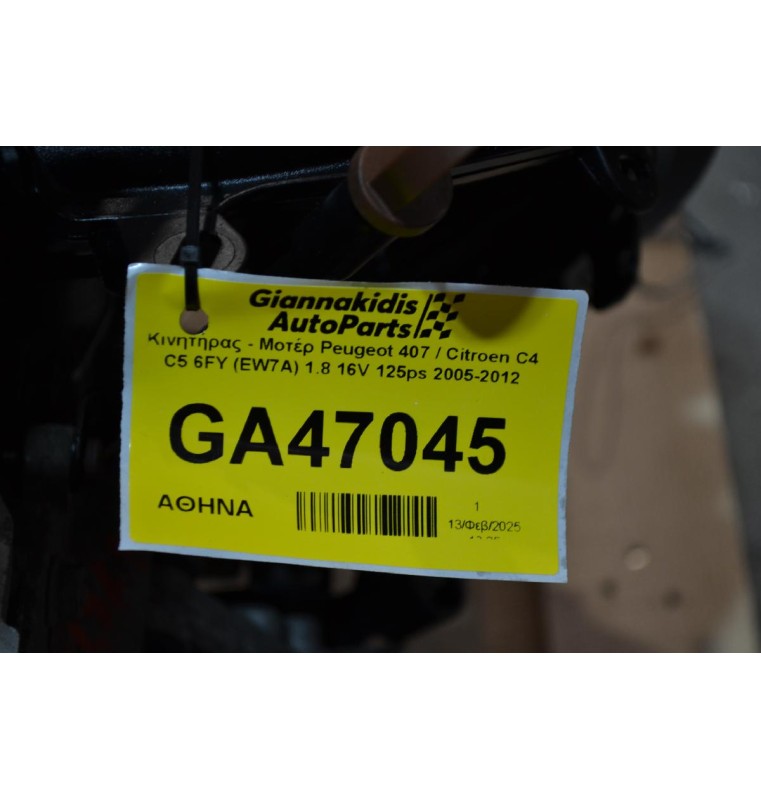 Giannakidis
AutoParts
Κινητήρας - Μοτέρ Peugeot 407 / Citroen C4
C5 6FY (EW7A) 1.8 16V 125ps 2005-2012
GA47045
ΑΘΗΝΑ
1
13/Φεβ/2025